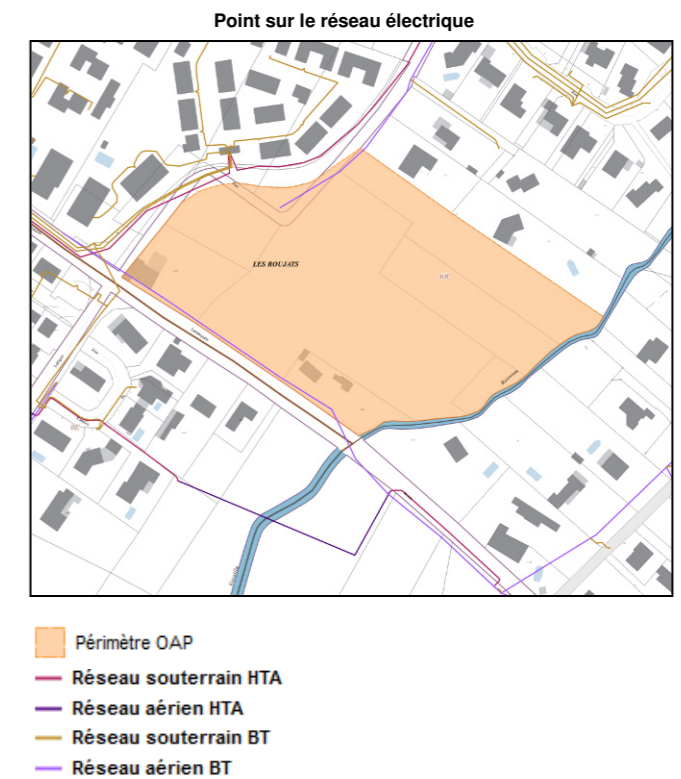 Point sur le réseau électrique
LES ROUJATS
Périmètre OAP
Réseau souterrain HTA
Réseau aérien HTA
Réseau souterrain BT
Réseau aérien BT